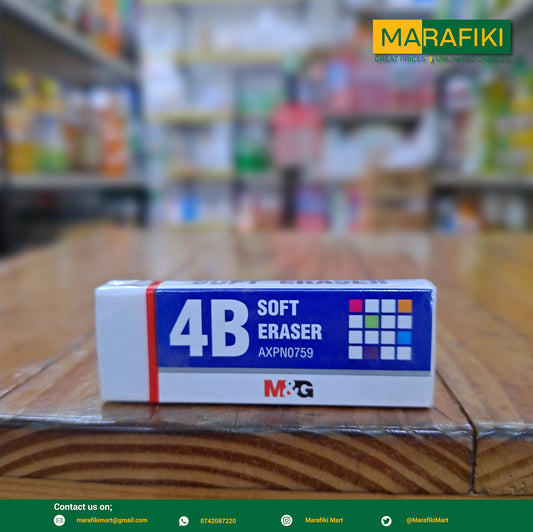 MARAFIKI
GREAT PRICES, UNLIMITED CHOICES
SOFT ERASER
4B
SOFT
ERASER
AXPN0759
M&G
Contact us on;
marafikimart@gmail.com
0742087220
Marafiki Mart
@MarafikiMart